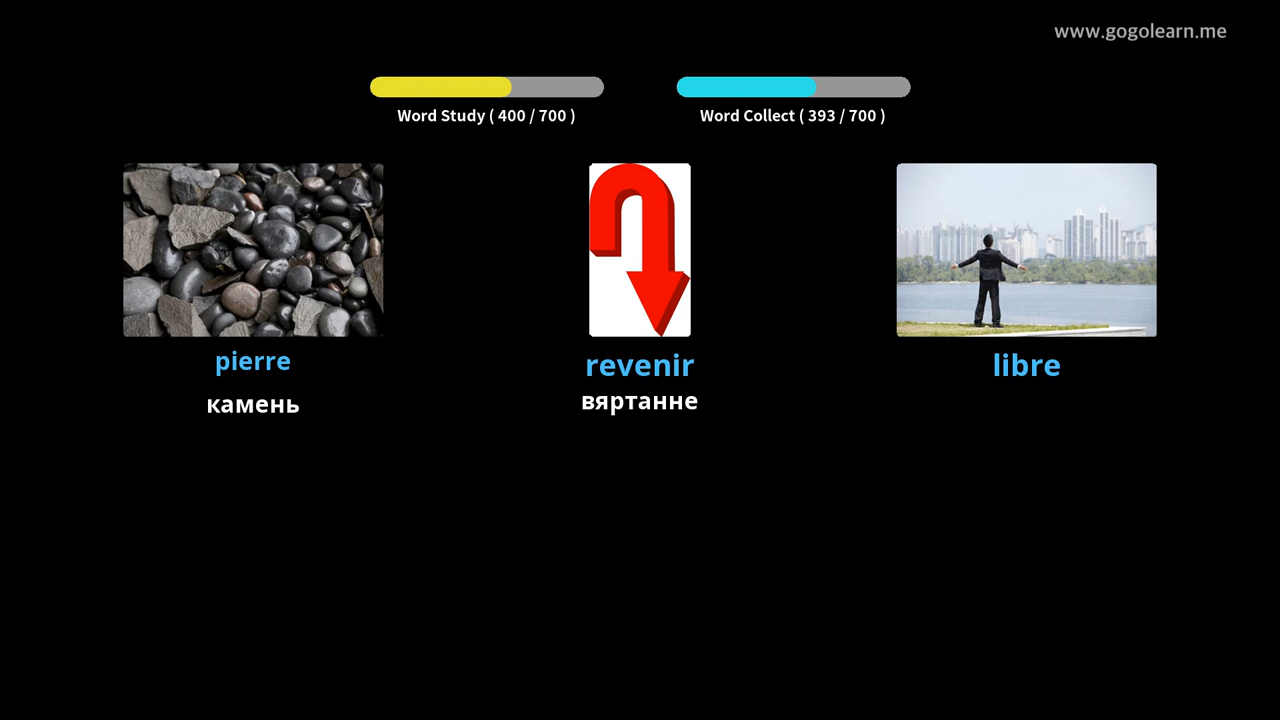 www.gogolearn.me
Word Study ( 400 / 700 )
Word Collect ( 393 / 700 )
pierre
камень
revenir
вяртанне
libre